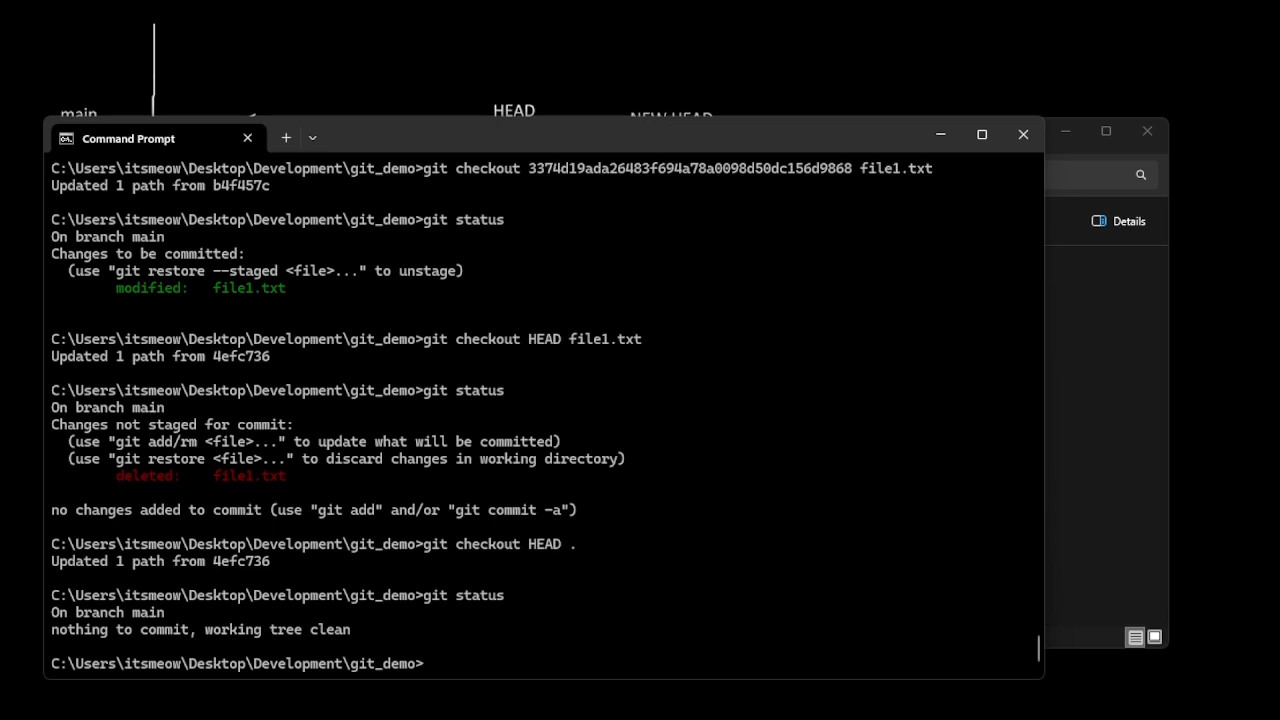 HEAD
NEW HEAD
main
Command Prompt
Details
C:\Users\itsmeow\Desktop\Development\git_demo>git checkout 3374d19ada26483f694a78a0098d50dc156d9868 file1.txt
Updated 1 path from b4f457c
C:\Users\itsmeow\Desktop\Development\git_demo>git status
On branch main
Changes to be committed:
  (use "git restore --staged <file>..." to unstage)
        modified:   file1.txt
C:\Users\itsmeow\Desktop\Development\git_demo>git checkout HEAD file1.txt
Updated 1 path from 4efc736
C:\Users\itsmeow\Desktop\Development\git_demo>git status
On branch main
Changes not staged for commit:
  (use "git add/rm <file>..." to update what will be committed)
  (use "git restore <file>..." to discard changes in working directory)
        deleted:    file1.txt
no changes added to commit (use "git add" and/or "git commit -a")
C:\Users\itsmeow\Desktop\Development\git_demo>git checkout HEAD .
Updated 1 path from 4efc736
C:\Users\itsmeow\Desktop\Development\git_demo>git status
On branch main
nothing to commit, working tree clean
C:\Users\itsmeow\Desktop\Development\git_demo>